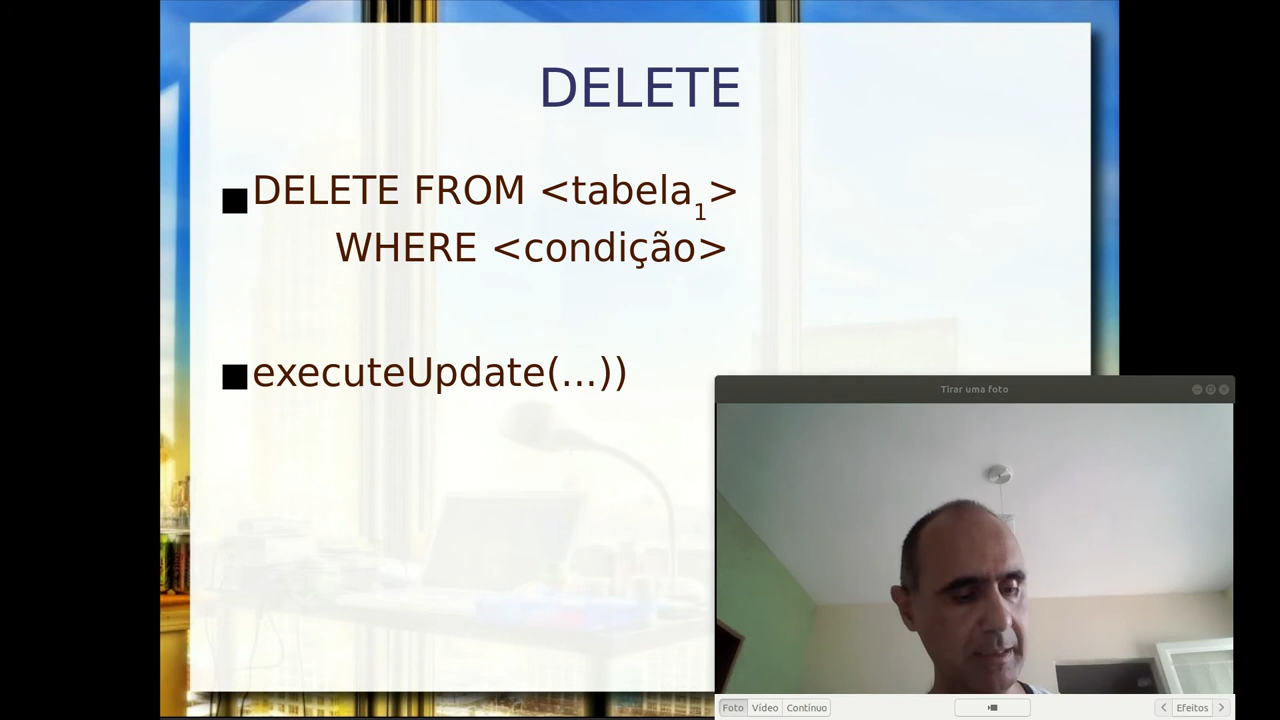 DELETE
DELETE FROM <tabela1>
WHERE <condição>
executeUpdate(...))
Tirar uma foto
Foto Vídeo Contínuo Efeitos